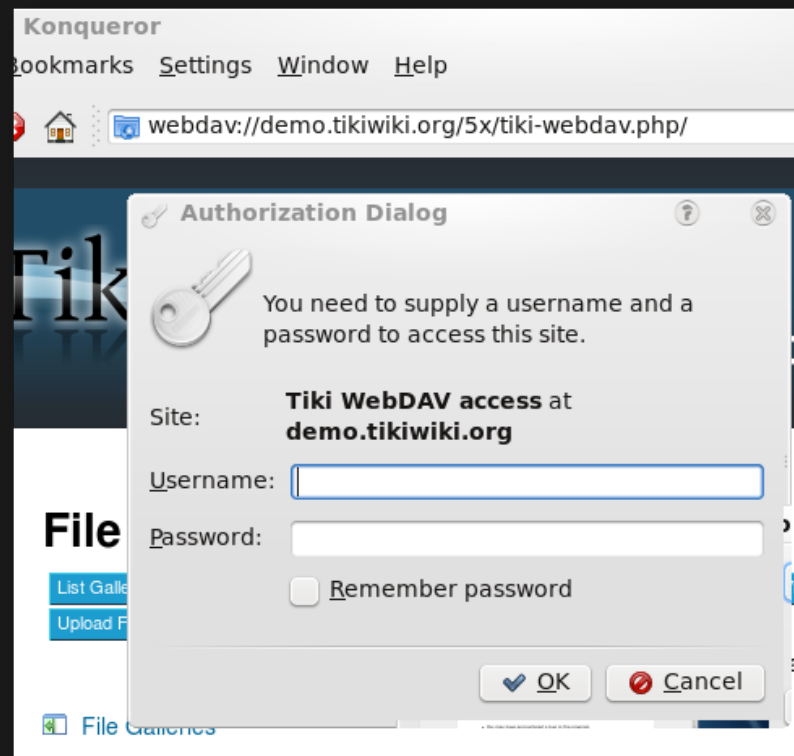 Konqueror
Bookmarks Settings Window Help
webdav://demo.tikiwiki.org/5x/tiki-webdav.php/
Authorization Dialog
Tik
You need to supply a username and a
password to access this site.
Site:
Tiki WebDAV access at
demo.tikiwiki.org
Username:
File
Password:
List Galle
Remember password
Upload F
OK Cancel
File Galleries